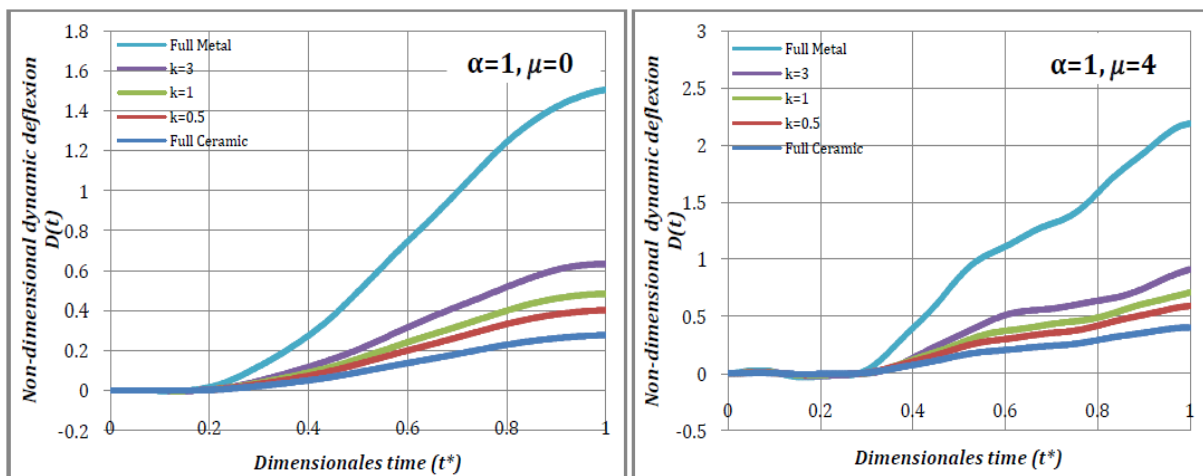 1.8
1.6
1.4
1.2
1
0.8
0.6
0.4
0.2
0
-0.2
Non-dimensional dynamic deflexion
D(t)
Full Metal
k=3
k=1
k=0.5
Full Ceramic
α=1, μ=0
0 0.2 0.4 0.6 0.8 1
Dimensionales time (t*)
3
2.5
2
1.5
1
0.5
0
-0.5
Non-dimensional dynamic deflexion
D(t)
Full Metal
k=3
k=1
k=0.5
Full Ceramic
α=1, μ=4
0 0.2 0.4 0.6 0.8 1
Dimensionales time (t*)